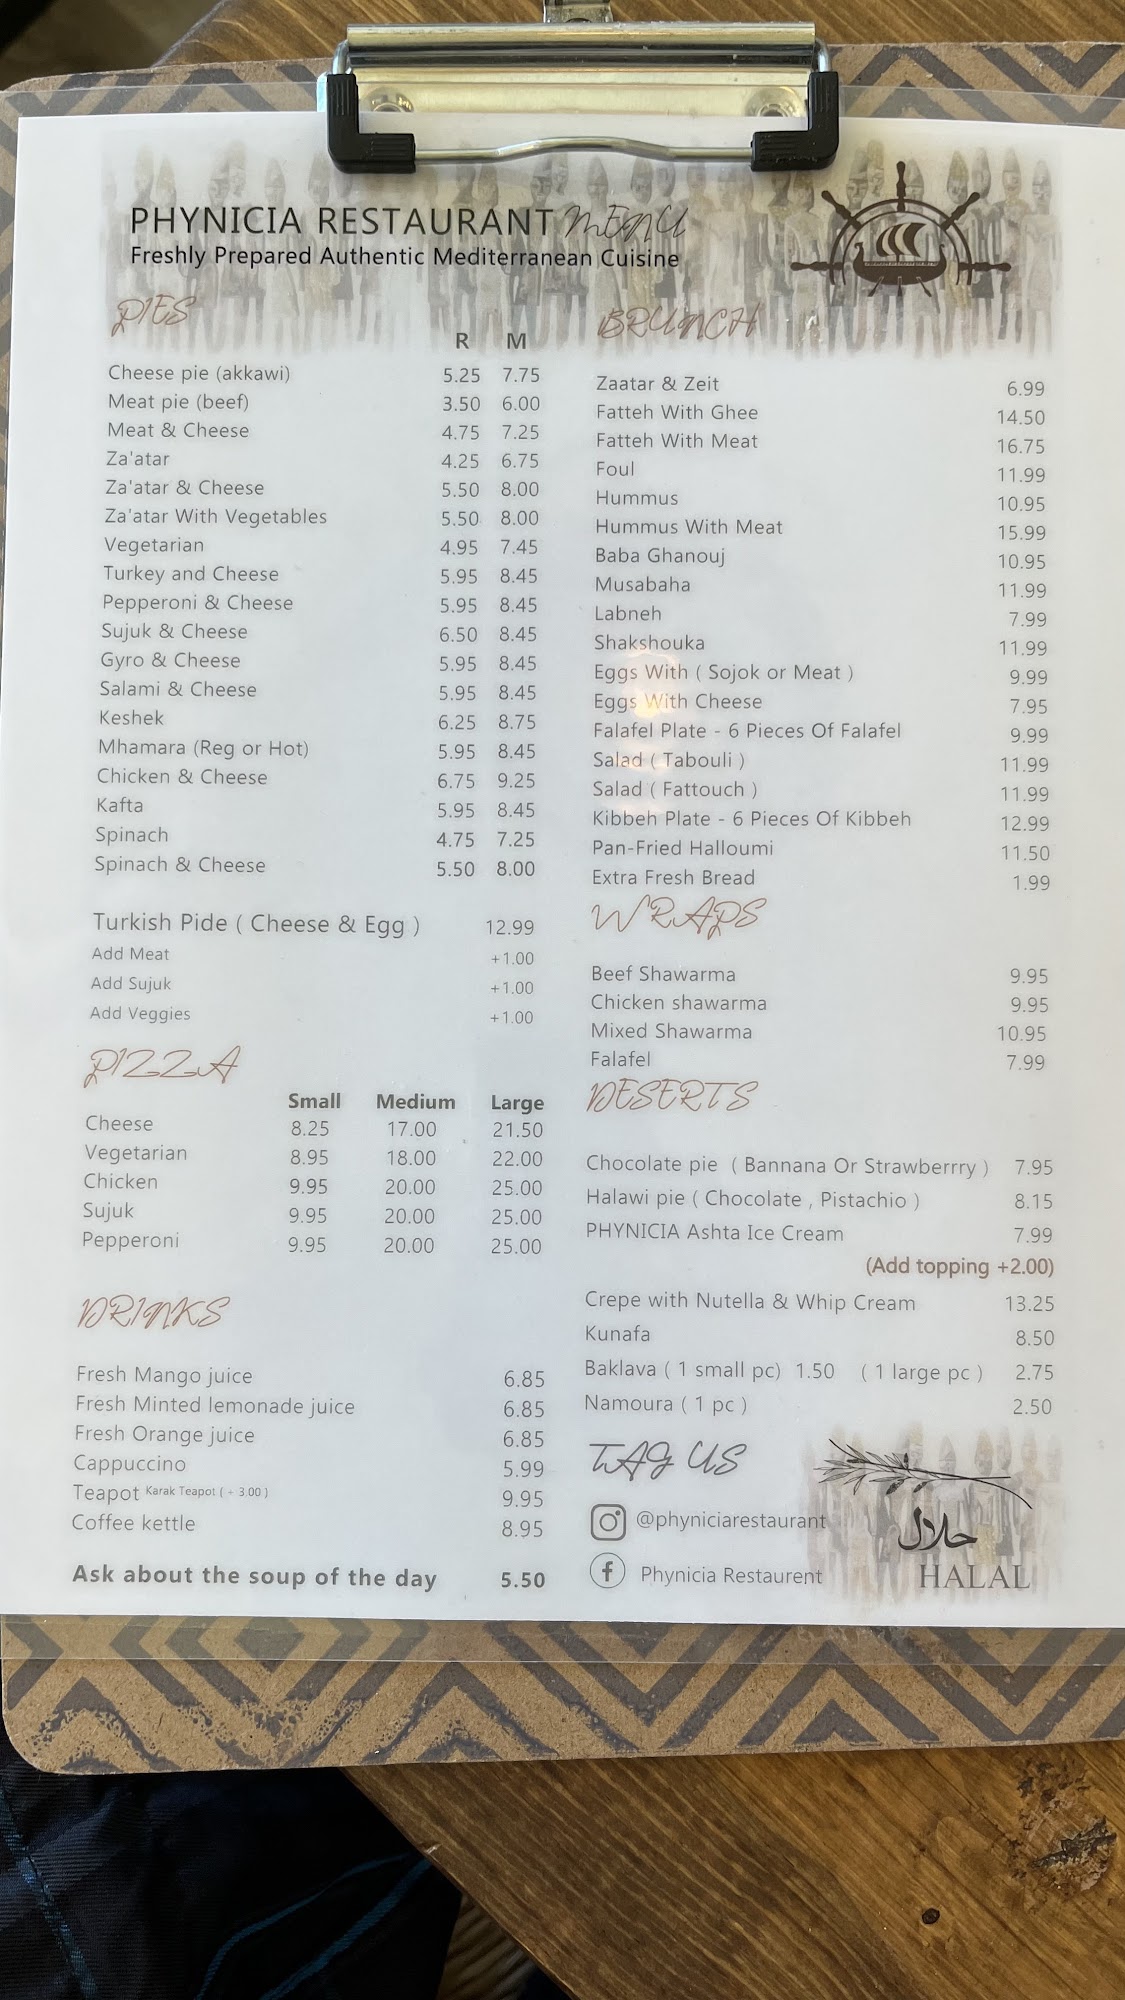 PHYNICIA RESTAURANT MENU
Freshly Prepared Authentic Mediterranean Cuisine
PIES
R M
Cheese pie (akkawi) 5.25 7.75
Meat pie (beef) 3.50 6.00
Meat & Cheese 4.75 7.25
Za'atar 4.25 6.75
Za'atar & Cheese 5.50 8.00
Za'atar With Vegetables 5.50 8.00
Vegetarian 4.95 7.45
Turkey and Cheese 5.95 8.45
Pepperoni & Cheese 5.95 8.45
Sujuk & Cheese 6.50 8.45
Gyro & Cheese 5.95 8.45
Salami & Cheese 5.95 8.45
Keshek 6.25 8.75
Mhamara (Reg or Hot) 5.95 8.45
Chicken & Cheese 6.75 9.25
Kafta 5.95 8.45
Spinach 4.75 7.25
Spinach & Cheese 5.50 8.00
Turkish Pide ( Cheese & Egg ) 12.99
Add Meat +1.00
Add Sujuk +1.00
Add Veggies +1.00
PIZZA
Small Medium Large
Cheese 8.25 17.00 21.50
Vegetarian 8.95 18.00 22.00
Chicken 9.95 20.00 25.00
Sujuk 9.95 20.00 25.00
Pepperoni 9.95 20.00 25.00
DRINKS
Fresh Mango juice 6.85
Fresh Minted lemonade juice 6.85
Fresh Orange juice 6.85
Cappuccino 5.99
Teapot Karak Teapot ( + 3.00 ) 9.95
Coffee kettle 8.95
Ask about the soup of the day 5.50
BRUNCH
Zaatar & Zeit 6.99
Fatteh With Ghee 14.50
Fatteh With Meat 16.75
Foul 11.99
Hummus 10.95
Hummus With Meat 15.99
Baba Ghanouj 10.95
Musabaha 11.99
Labneh 7.99
Shakshouka 11.99
Eggs With ( Sojok or Meat ) 9.99
Eggs With Cheese 7.95
Falafel Plate - 6 Pieces Of Falafel 9.99
Salad ( Tabouli ) 11.99
Salad ( Fattouch ) 11.99
Kibbeh Plate - 6 Pieces Of Kibbeh 12.99
Pan-Fried Halloumi 11.50
Extra Fresh Bread 1.99
WRAPS
Beef Shawarma 9.95
Chicken shawarma 9.95
Mixed Shawarma 10.95
Falafel 7.99
DESERTS
Chocolate pie ( Bannana Or Strawberrry ) 7.95
Halawi pie ( Chocolate , Pistachio ) 8.15
PHYNICIA Ashta Ice Cream 7.99
(Add topping +2.00)
Crepe with Nutella & Whip Cream 13.25
Kunafa 8.50
Baklava ( 1 small pc) 1.50 ( 1 large pc ) 2.75
Namoura ( 1 pc ) 2.50
TAG US
@phyniciarestaurant
Phynicia Restaurent
حلال
HALAL